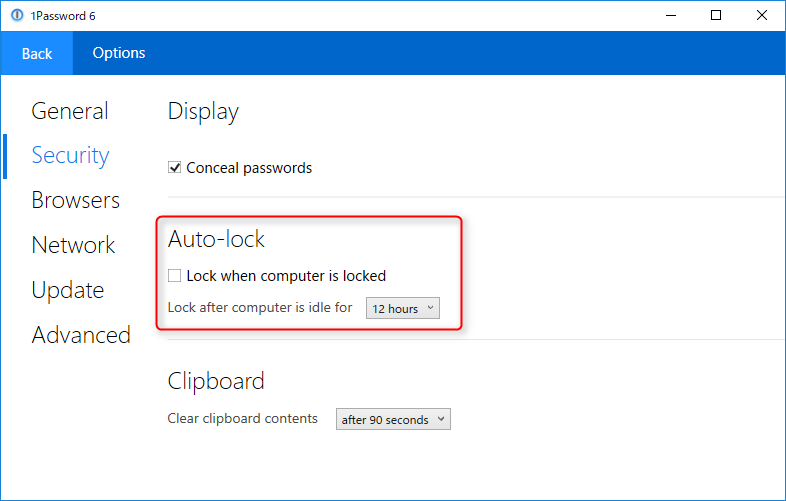 1Password 6
Back Options
General
Security
Browsers
Network
Update
Advanced
Display
Conceal passwords
Auto-lock
Lock when computer is locked
Lock after computer is idle for 12 hours
Clipboard
Clear clipboard contents after 90 seconds